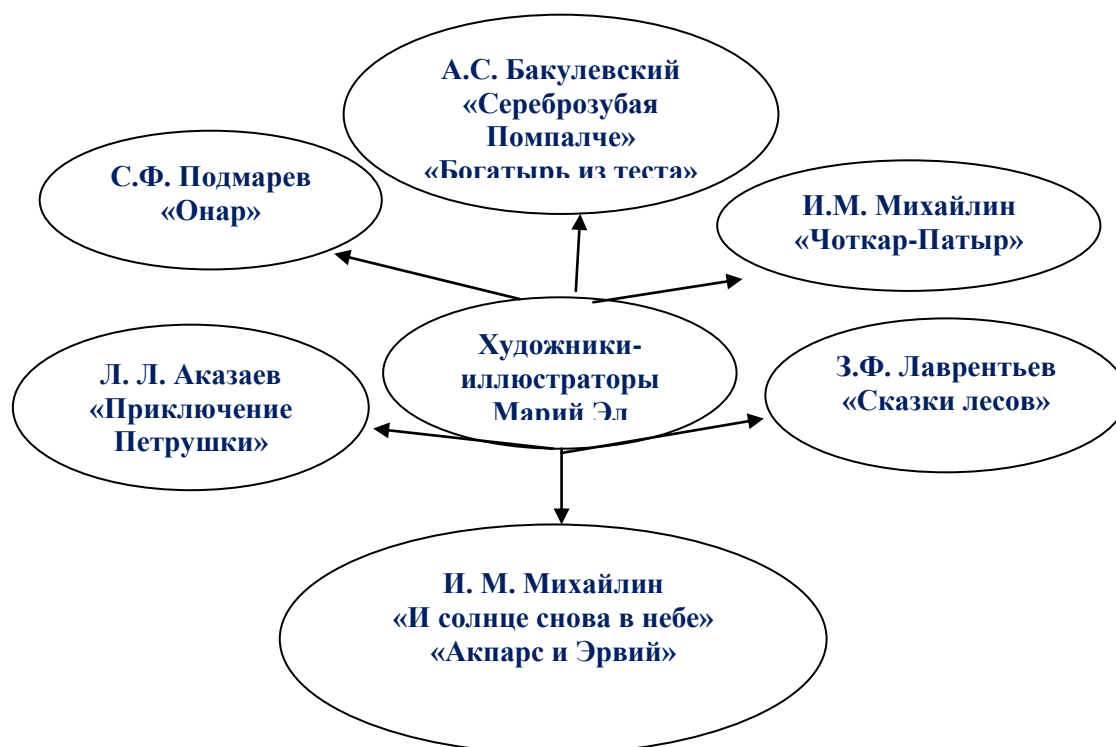 А.С. Бакулевский
«Сереброзубая
Помпалче»
«Богатырь из теста»
С.Ф. Подмарев
«Онар»
И.М. Михайлин
«Чоткар-Патыр»
Художники-
иллюстраторы
Марий Эл
Л. Л. Аказаев
«Приключение
Петрушки»
З.Ф. Лаврентьев
«Сказки лесов»
И. М. Михайлин
«И солнце снова в небе»
«Акпарс и Эрвий»